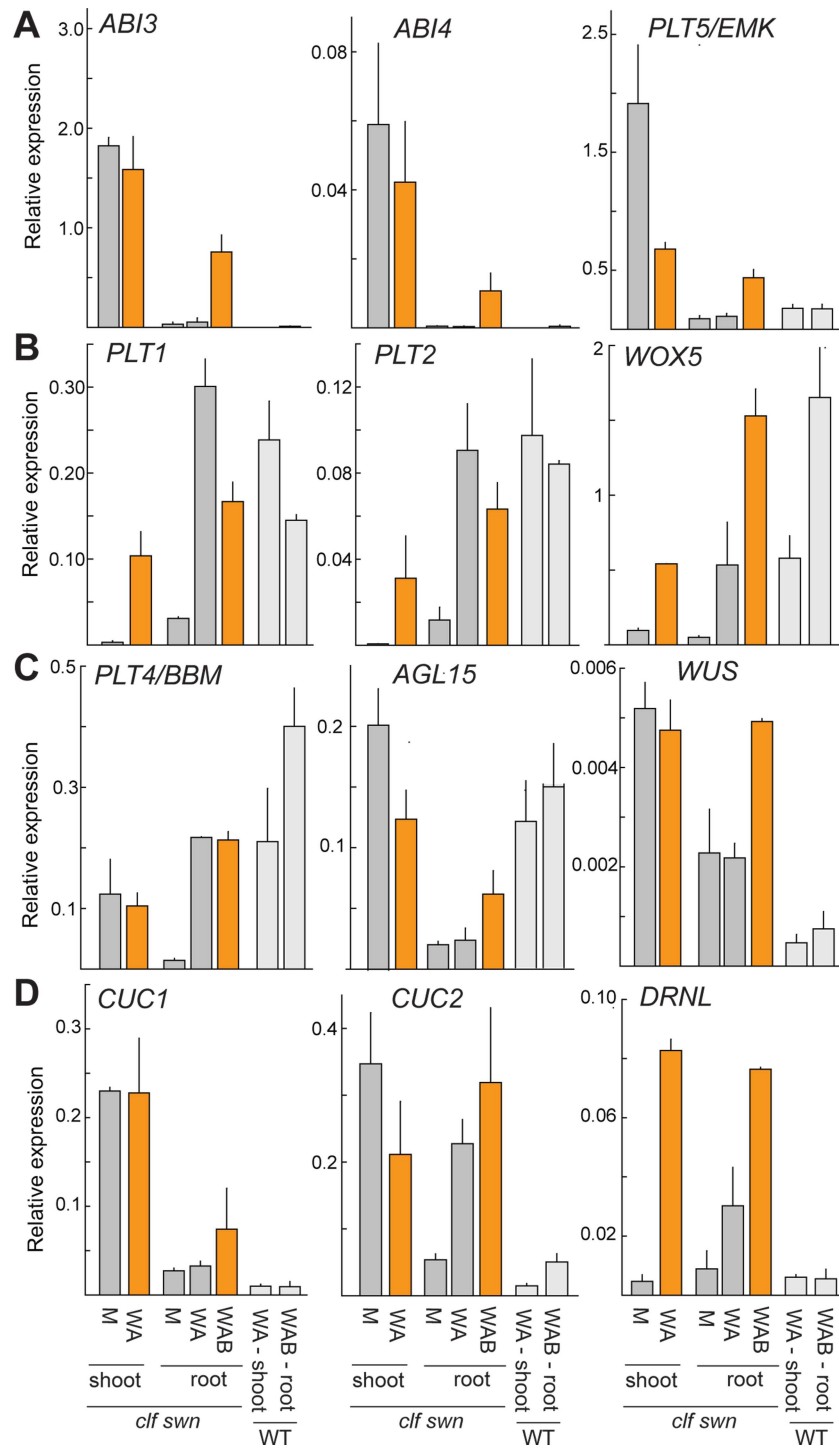 A
ABI3
ABI4
PLT5/EMK
Relative expression
3.0
2.0
1.0
0.08
0.04
2.5
1.5
0.5
B
PLT1
PLT2
WOX5
Relative expression
0.30
0.20
0.10
0.12
0.08
0.04
2
1
C
PLT4/BBM
AGL15
WUS
Relative expression
0.5
0.3
0.1
0.2
0.1
0.006
0.004
0.002
D
CUC1
CUC2
DRNL
Relative expression
0.3
0.2
0.1
0.4
0.2
0.10
0.06
0.02
M WA M WA WAB WA - shoot WAB - root
shoot root
clf swn WT
M WA M WA WAB WA - shoot WAB - root
shoot root
clf swn WT
M WA M WA WAB WA - shoot WAB - root
shoot root
clf swn WT